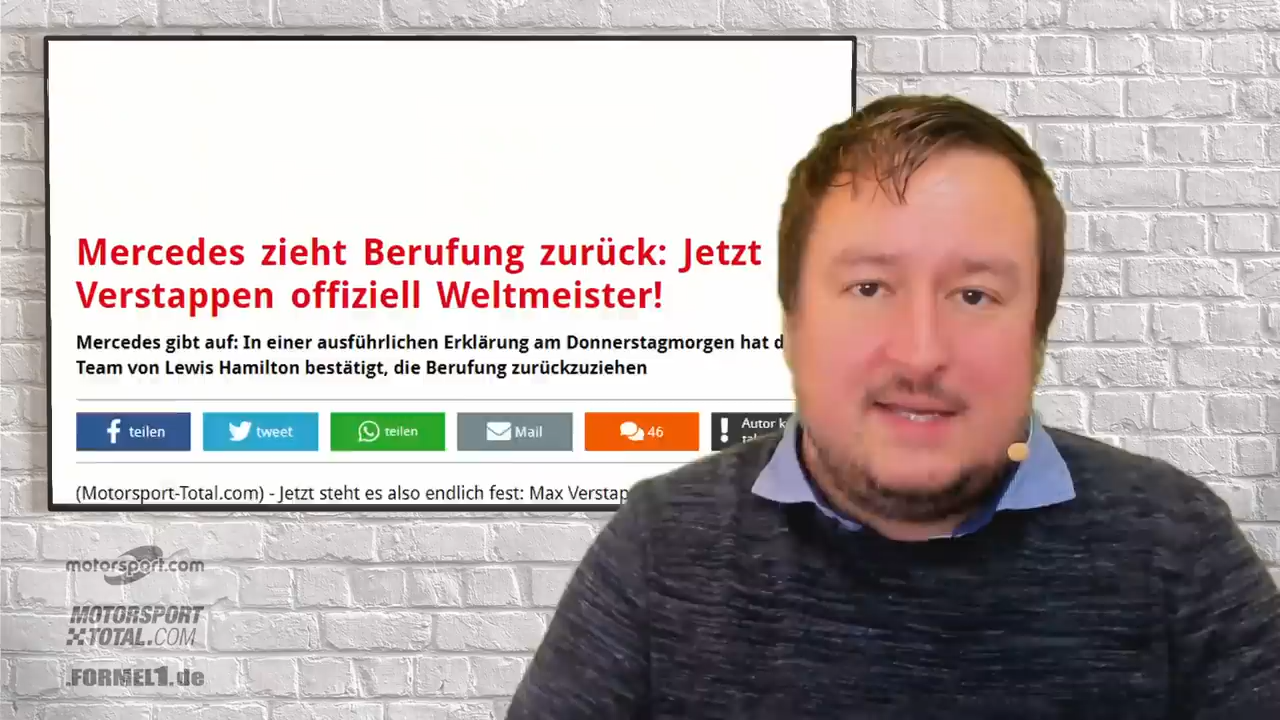 Mercedes zieht Berufung zurück: Jetzt
Verstappen offiziell Weltmeister!
Mercedes gibt auf: In einer ausführlichen Erklärung am Donnerstagmorgen hat d
Team von Lewis Hamilton bestätigt, die Berufung zurückzuziehen
teilen
tweet
teilen
Mail
46
Autor k
(Motorsport-Total.com) - Jetzt steht es also endlich fest: Max Verstap
motorsport.com
MOTORSPORT
TOTAL.COM
.FORMEL1.de